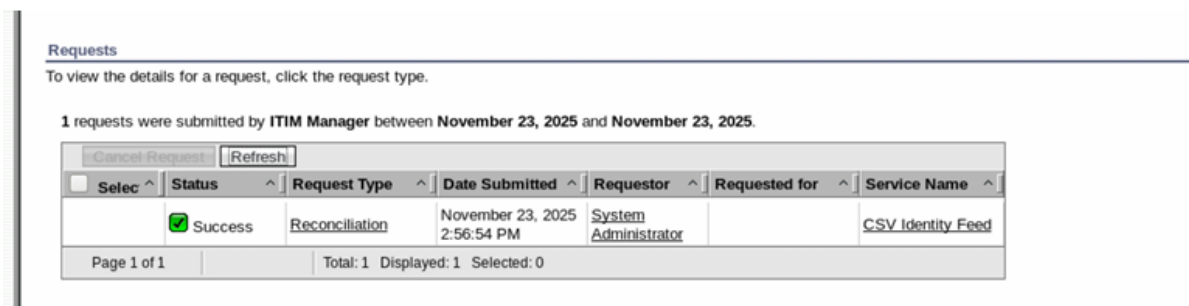 Requests
To view the details for a request, click the request type.
1 requests were submitted by ITIM Manager between November 23, 2025 and November 23, 2025.
Cancel Request Refresh
Selec ^ Status ^ Request Type ^ Date Submitted ^ Requestor ^ Requested for ^ Service Name ^
Success Reconciliation November 23, 2025 System CSV Identity Feed
2:56:54 PM Administrator
Page 1 of 1 Total: 1 Displayed: 1 Selected: 0